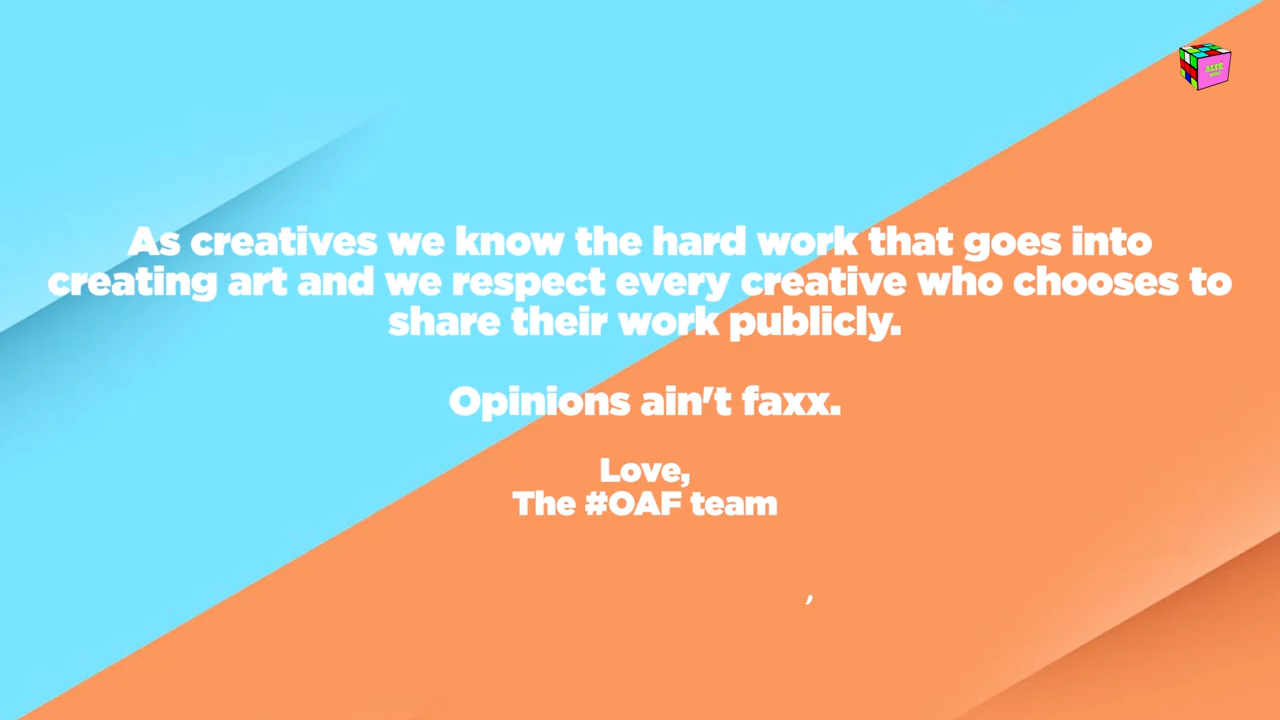 ALTÉ
As creatives we know the hard work that goes into
creating art and we respect every creative who chooses to
share their work publicly.
Opinions ain't faxx.
Love,
The #OAF team
,